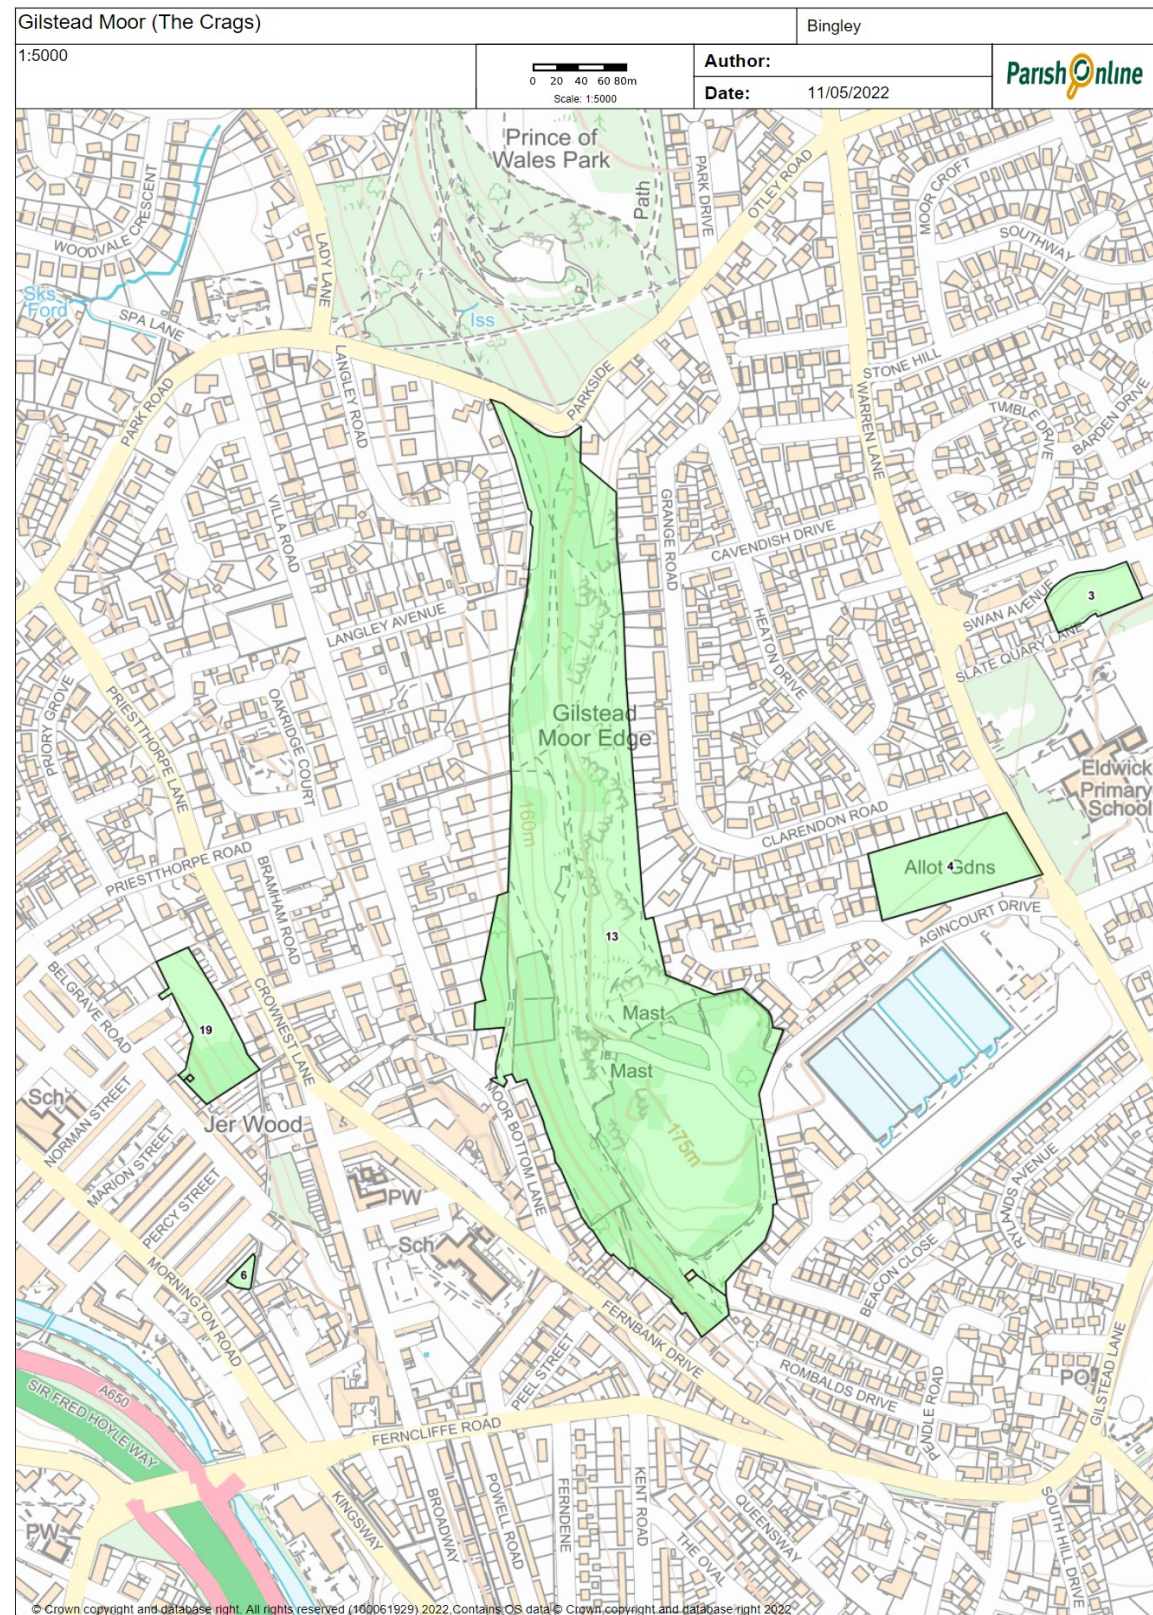 Gilstead Moor (The Crags)
Bingley
1:5000
0 20 40 60 80m
Scale: 1:5000
Author:
Date: 11/05/2022
Parish Online
Prince of
Wales Park
Path
PARK DRIVE
OTLEY ROAD
MOOR CROFT
SOUTHWAY
WOODVALE CRESCENT
LADY LANE
Sks
Ford
SPA LANE
Iss
STONE HILL
PARK ROAD
LANGLEY ROAD
PARKSIDE
WARREN LANE
TIMBLE DRIVE
BARDEN DRIVE
VILLA ROAD
GRANGE ROAD
CAVENDISH DRIVE
3
SWAN AVENUE
SLATE QUARY LANE
LANGLEY AVENUE
HEATON DRIVE
PRIORY GROVE
PRIESTTHORPE LANE
OAKRIDGE COURT
Gilstead
Moor Edge
Eldwick
Primary
School
160m
CLARENDON ROAD
PRIESTTHORPE ROAD
BRAMHAM ROAD
Allot Gdns
4
AGINCOURT DRIVE
13
BELGRAVE ROAD
CROWNEST LANE
19
Mast
Mast
Sch
NORMAN STREET
MARION STREET
PERCY STREET
Jer Wood
MOOR BOTTOM LANE
175m
RYLANDS AVENUE
PW
Sch
BEACON CLOSE
6
MORNINGTON ROAD
FERNBANK DRIVE
PEEL STREET
ROMBALDS DRIVE
PENDLE ROAD
PO
GILSTEAD LANE
A650
SIR FRED HOYLE WAY
FERNCLIFFE ROAD
KINGSWAY
BROADWAY
POWELL ROAD
FERNDENE
KENT ROAD
THE OVAL
QUEENSWAY
SOUTH HILL DRIVE
PW
© Crown copyright and database right. All rights reserved (100061929) 2022,Contains OS data © Crown copyright and database right 2022